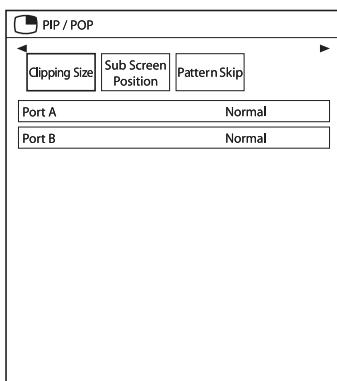 PIP / POP
Clipping Size
Sub Screen
Position
Pattern Skip
Port A Normal
Port B Normal